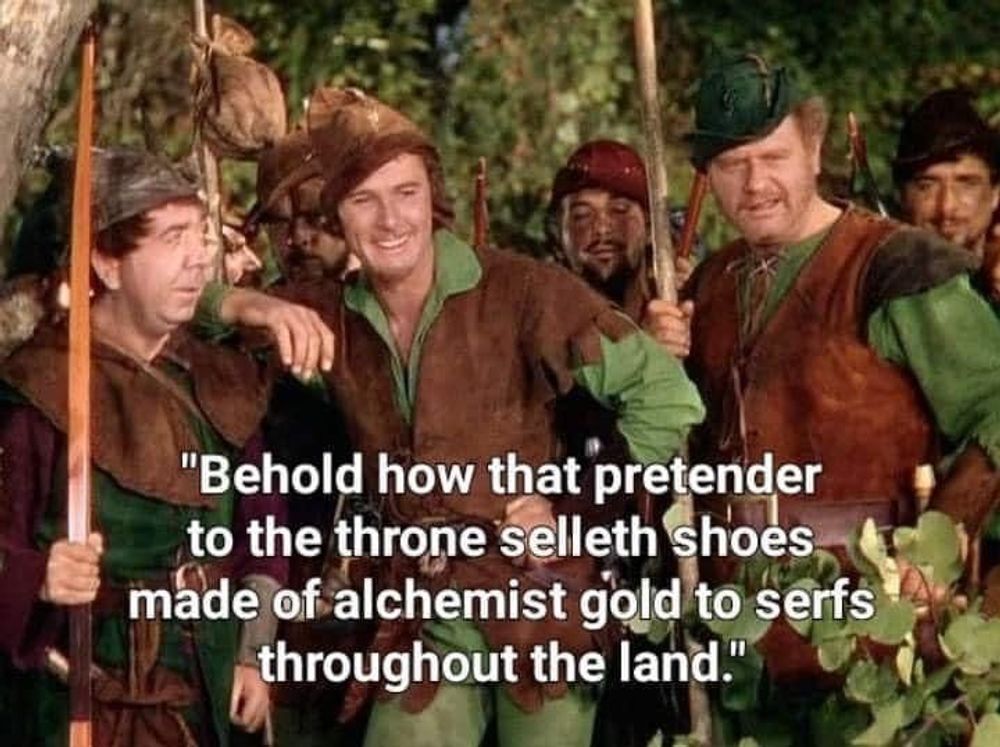 "Behold how that pretender
to the throne selleth shoes
made of alchemist gold to serfs
throughout the land."